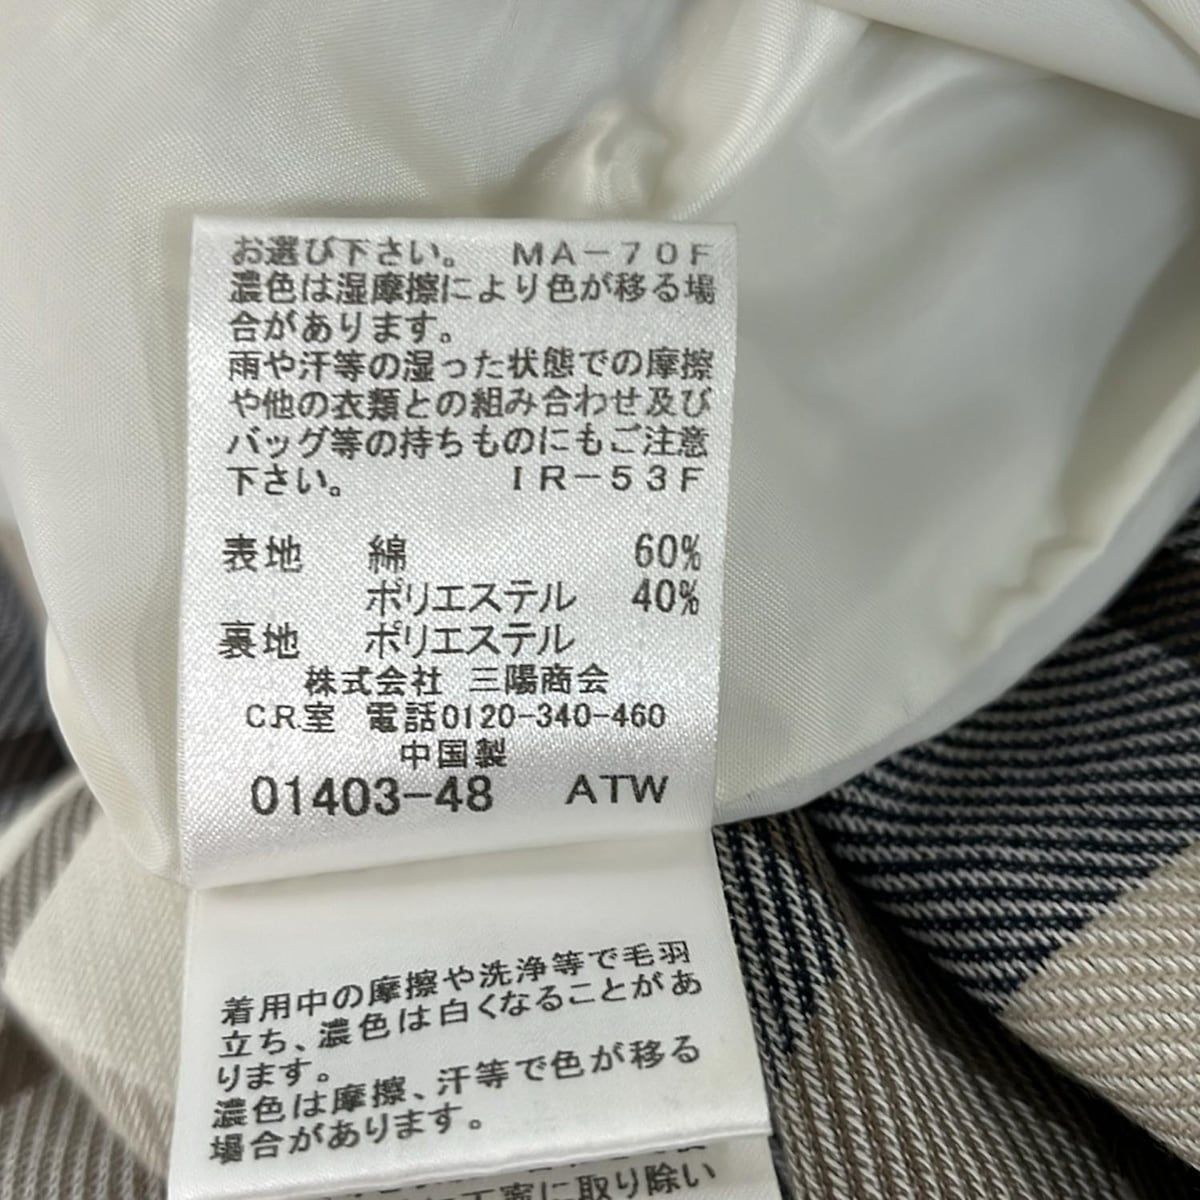 お選び下さい。 MA-70F
濃色は湿摩擦により色が移る場
合があります。
雨や汗等の湿った状態での摩擦
や他の衣類との組み合わせ及び
バッグ等の持ちものにもご注意
下さい。 IR-53F
表地 綿 60%
ポリエステル 40%
裏地 ポリエステル
株式会社 三陽商会
C.R.室 電話0120-340-460
中国製
01403-48 ATW
着用中の摩擦や洗浄等で毛羽
立ち、濃色は白くなることがあ
ります。
濃色は摩擦、汗等で色が移る
場合があります。
丁寧に取り除い